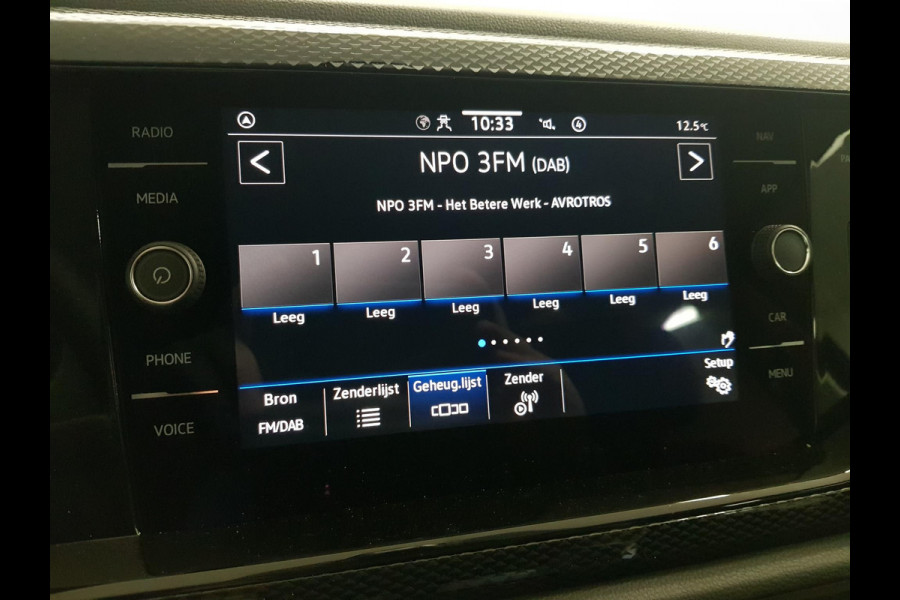 RADIO
MEDIA
PHONE
VOICE
10:33
4
12.5°C
NPO 3FM (DAB)
NPO 3FM - Het Betere Werk - AVROTROS
1 2 3 4 5 6
Leeg Leeg Leeg Leeg Leeg Leeg
Bron
FM/DAB
Zenderlijst
Geheug.lijst
Zender
Setup
NAV
APP
CAR
MENU